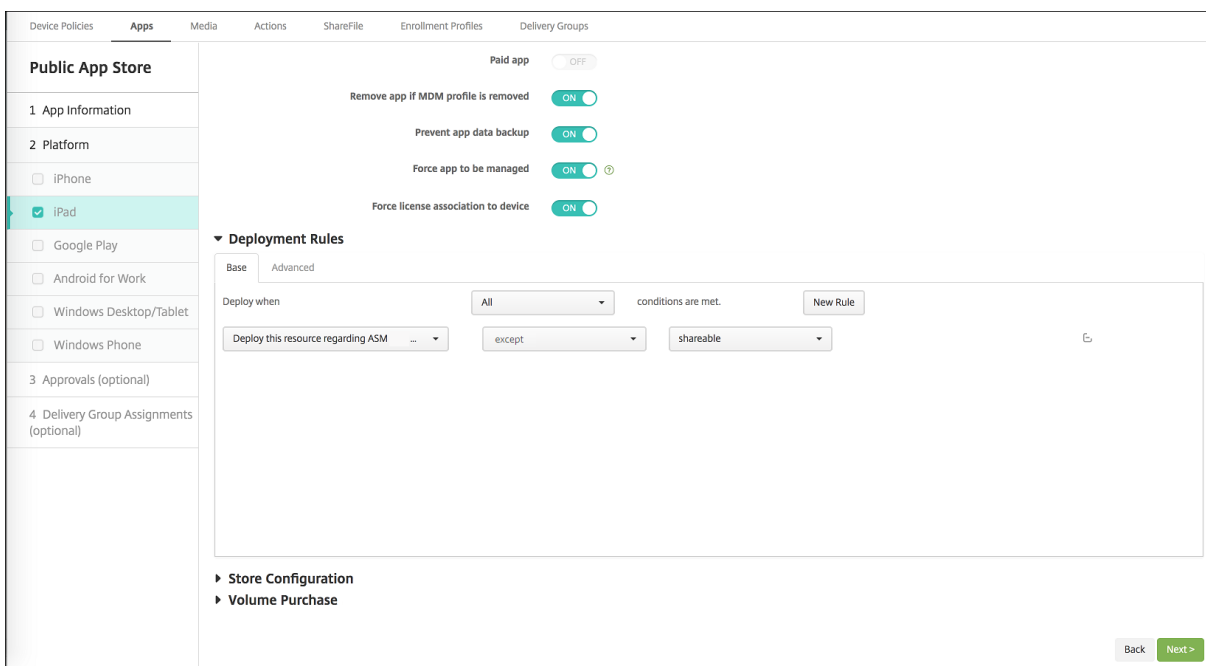 Device Policies Apps Media Actions ShareFile Enrollment Profiles Delivery Groups
Public App Store
1 App Information
2 Platform
iPhone
iPad
Google Play
Android for Work
Windows Desktop/Tablet
Windows Phone
3 Approvals (optional)
4 Delivery Group Assignments
(optional)
Paid app OFF
Remove app if MDM profile is removed ON
Prevent app data backup ON
Force app to be managed ON ?
Force license association to device ON
Deployment Rules
Base Advanced
Deploy when All conditions are met. New Rule
Deploy this resource regarding ASM ... except shareable
Store Configuration
Volume Purchase
Back Next >